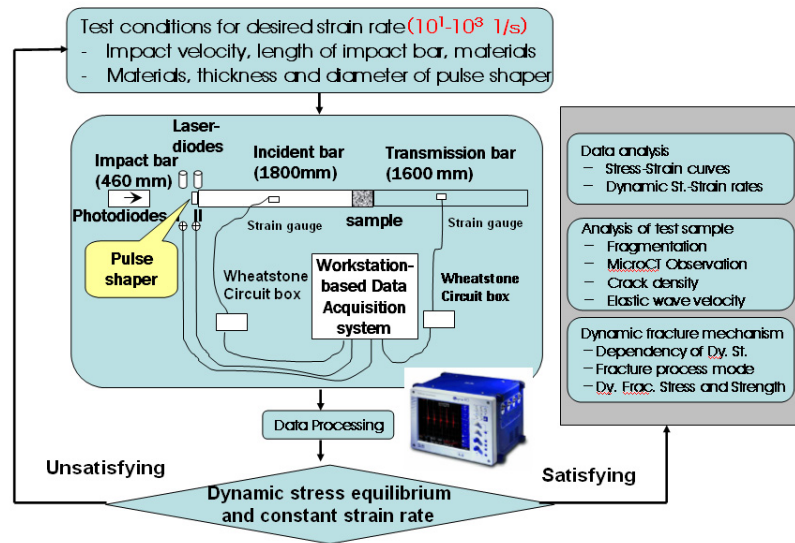 Test conditions for desired strain rate(10¹-10³ 1/s)
- Impact velocity, length of impact bar, materials
- Materials, thickness and diameter of pulse shaper
Laser-
diodes
Impact bar
(460 mm)
Incident bar
(1800mm)
Transmission bar
(1600 mm)
Photodiodes
II
Strain gauge
sample
Strain gauge
Pulse
shaper
Wheatstone
Circuit box
Workstation-
based Data
Acquisition
system
Wheatstone
Circuit box
Data Processing
Unsatisfying
Satisfying
Dynamic stress equilibrium
and constant strain rate
Data analysis
- Stress-Strain curves
- Dynamic St.-Strain rates
Analysis of test sample
- Fragmentation
- MicroCT Observation
- Crack density
- Elastic wave velocity
Dynamic fracture mechanism
- Dependency of Dy. St.
- Fracture process mode
- Dy. Frac. Stress and Strength